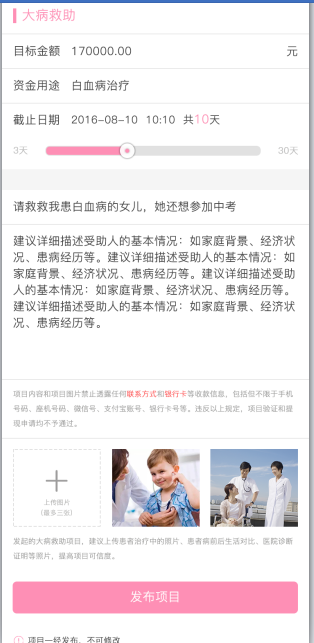 大病救助
目标金额 170000.00 元
资金用途 白血病治疗
截止日期 2016-08-10 10:10 共10天
3天 30天
请救救我患白血病的女儿，她还想参加中考
建议详细描述受助人的基本情况：如家庭背景、经济状
况、患病经历等。建议详细描述受助人的基本情况：如
家庭背景、经济状况、患病经历等。建议详细描述受助
人的基本情况：如家庭背景、经济状况、患病经历等。
建议详细描述受助人的基本情况：如家庭背景、经济状
况、患病经历等。
项目内容和项目图片禁止透露任何联系方式和银行卡等收款信息，包括但不限于手机
号码、座机号码、微信号、支付宝账号、银行卡号等。违反以上规定，项目验证和提
现申请均不予通过。
上传图片
(最多三张)
发起的大病救助项目，建议上传患者治疗中的照片、患者病前后生活对比、医院诊断
证明等照片，提高项目可信度。
发布项目
项目一经发布，不可修改